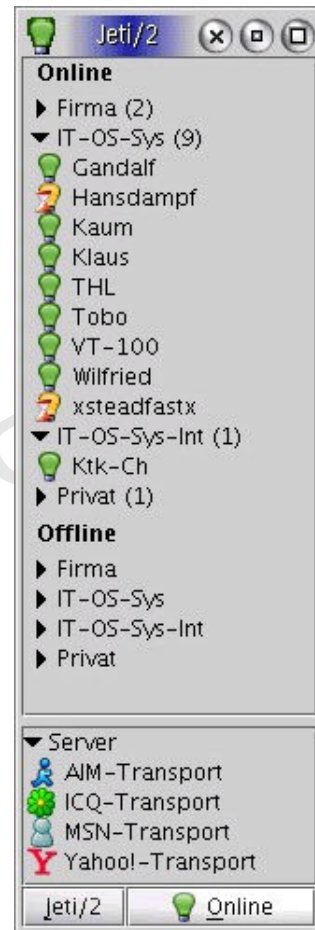 Jeti/2
Online
Firma (2)
IT-OS-Sys (9)
Gandalf
Hansdampf
Kaum
Klaus
THL
Tobo
VT-100
Wilfried
xsteadfastx
IT-OS-Sys-Int (1)
Ktk-Ch
Privat (1)
Offline
Firma
IT-OS-Sys
IT-OS-Sys-Int
Privat
Server
AIM-Transport
ICQ-Transport
MSN-Transport
Yahoo!-Transport
Jeti/2 Online